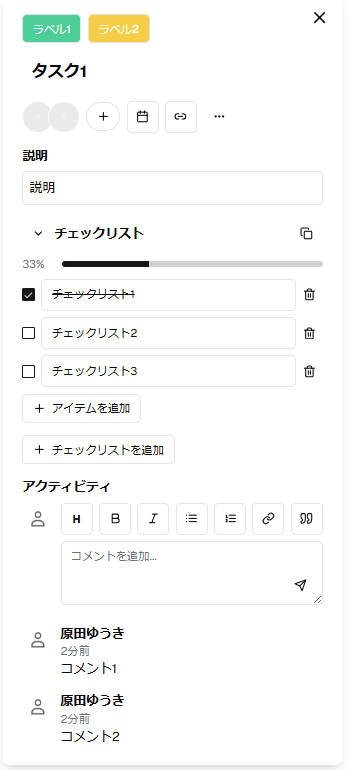 ラベル1 ラベル2
タスク1
説明
説明
チェックリスト
33%
チェックリスト1
チェックリスト2
チェックリスト3
アイテムを追加
チェックリストを追加
アクティビティ
H B I
コメントを追加...
原田ゆうき
2分前
コメント1
原田ゆうき
2分前
コメント2